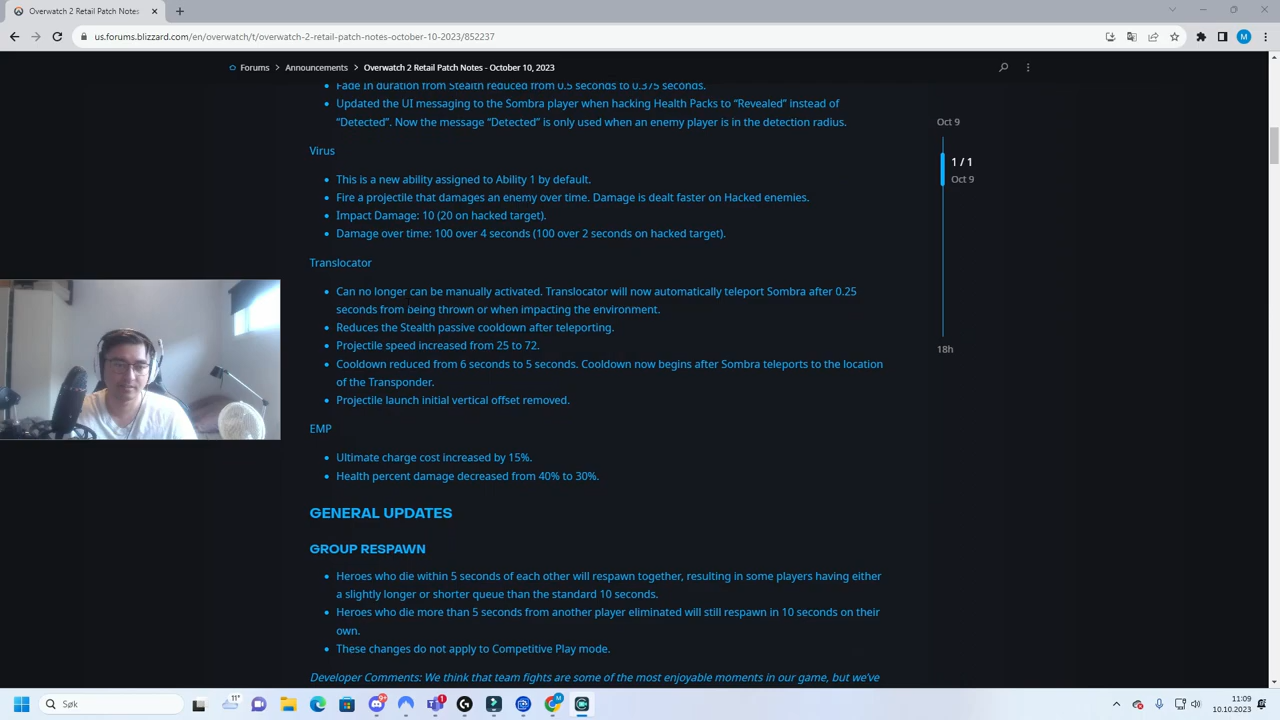 Overwatch 2 Retail Patch Notes
us.forums.blizzard.com/en/overwatch/t/overwatch-2-retail-patch-notes-october-10-2023/852237
M
Forums > Announcements > Overwatch 2 Retail Patch Notes - October 10, 2023
Fade In duration from Stealth reduced from 0.5 seconds to 0.375 seconds.
Updated the UI messaging to the Sombra player when hacking Health Packs to “Revealed” instead of
“Detected”. Now the message “Detected” is only used when an enemy player is in the detection radius.
Oct 9
1 / 1
Oct 9
18h
Virus
This is a new ability assigned to Ability 1 by default.
Fire a projectile that damages an enemy over time. Damage is dealt faster on Hacked enemies.
Impact Damage: 10 (20 on hacked target).
Damage over time: 100 over 4 seconds (100 over 2 seconds on hacked target).
Translocator
Can no longer can be manually activated. Translocator will now automatically teleport Sombra after 0.25
seconds from being thrown or when impacting the environment.
Reduces the Stealth passive cooldown after teleporting.
Projectile speed increased from 25 to 72.
Cooldown reduced from 6 seconds to 5 seconds. Cooldown now begins after Sombra teleports to the location
of the Transponder.
Projectile launch initial vertical offset removed.
EMP
Ultimate charge cost increased by 15%.
Health percent damage decreased from 40% to 30%.
GENERAL UPDATES
GROUP RESPAWN
Heroes who die within 5 seconds of each other will respawn together, resulting in some players having either
a slightly longer or shorter queue than the standard 10 seconds.
Heroes who die more than 5 seconds from another player eliminated will still respawn in 10 seconds on their
own.
These changes do not apply to Competitive Play mode.
Developer Comments: We think that team fights are some of the most enjoyable moments in our game, but we’ve
Søk
11°
9+
1
11:09
10.10.2023